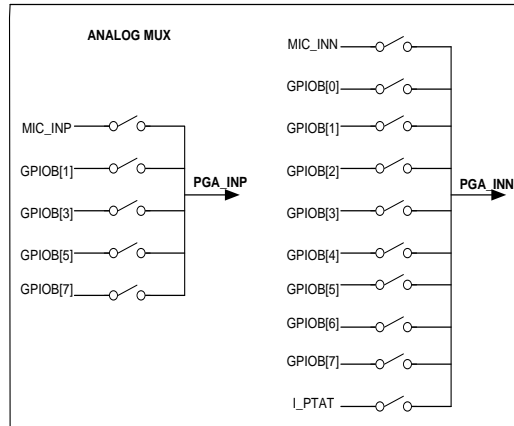 ANALOG MUX
MIC_INP
GPIOB[1]
GPIOB[3]
GPIOB[5]
GPIOB[7]
PGA_INP
MIC_INN
GPIOB[0]
GPIOB[1]
GPIOB[2]
GPIOB[3]
GPIOB[4]
GPIOB[5]
GPIOB[6]
GPIOB[7]
I_PTAT
PGA_INN